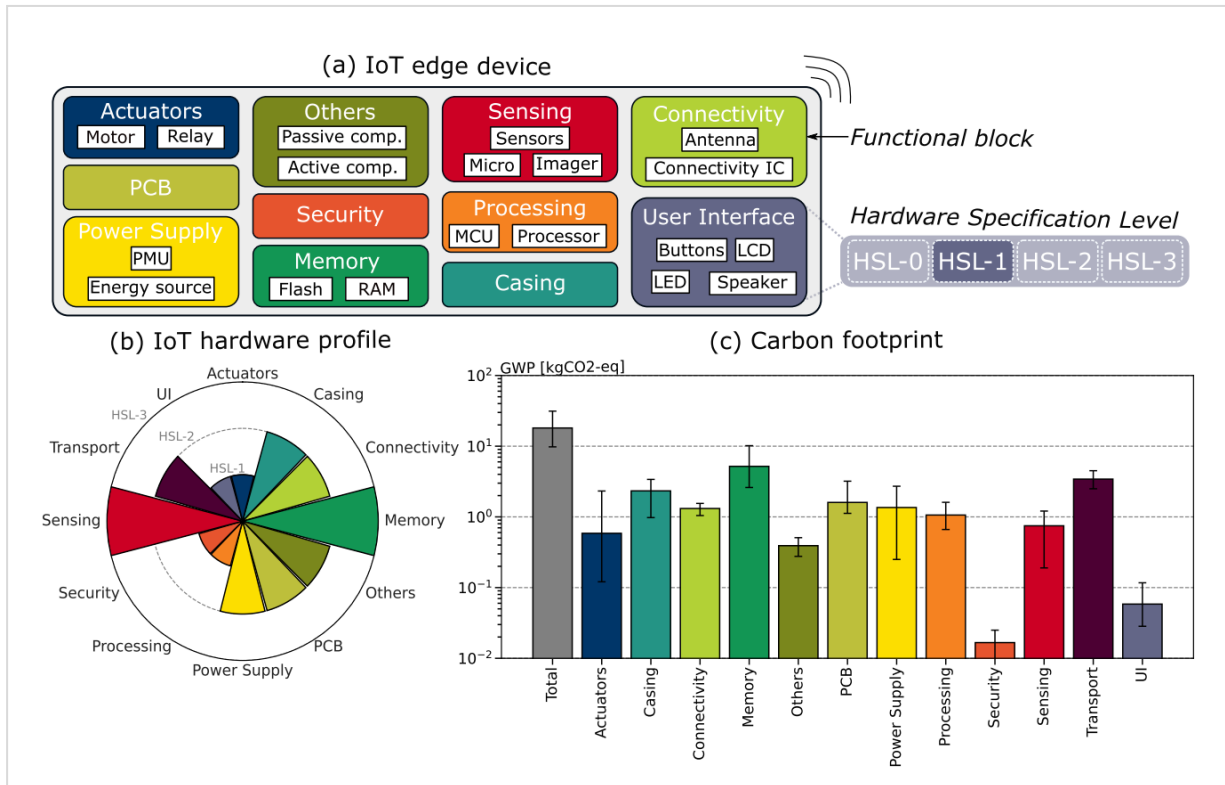 (a) IoT edge device
Actuators
Motor Relay
PCB
Power Supply
PMU
Energy source
Others
Passive comp.
Active comp.
Security
Memory
Flash RAM
Sensing
Sensors
Micro Imager
Processing
MCU Processor
Casing
Connectivity
Antenna
Connectivity IC
User Interface
Buttons LCD
LED Speaker
Functional block
Hardware Specification Level
HSL-0 HSL-1 HSL-2 HSL-3
(b) IoT hardware profile
Actuators
UI
Casing
HSL-3
HSL-2
Transport
Connectivity
HSL-1
Sensing
Memory
Security
Others
Processing
PCB
Power Supply
(c) Carbon footprint
GWP [kgCO2-eq]
10²
10¹
10⁰
10⁻¹
10⁻²
Total
Actuators
Casing
Connectivity
Memory
Others
PCB
Power Supply
Processing
Security
Sensing
Transport
UI